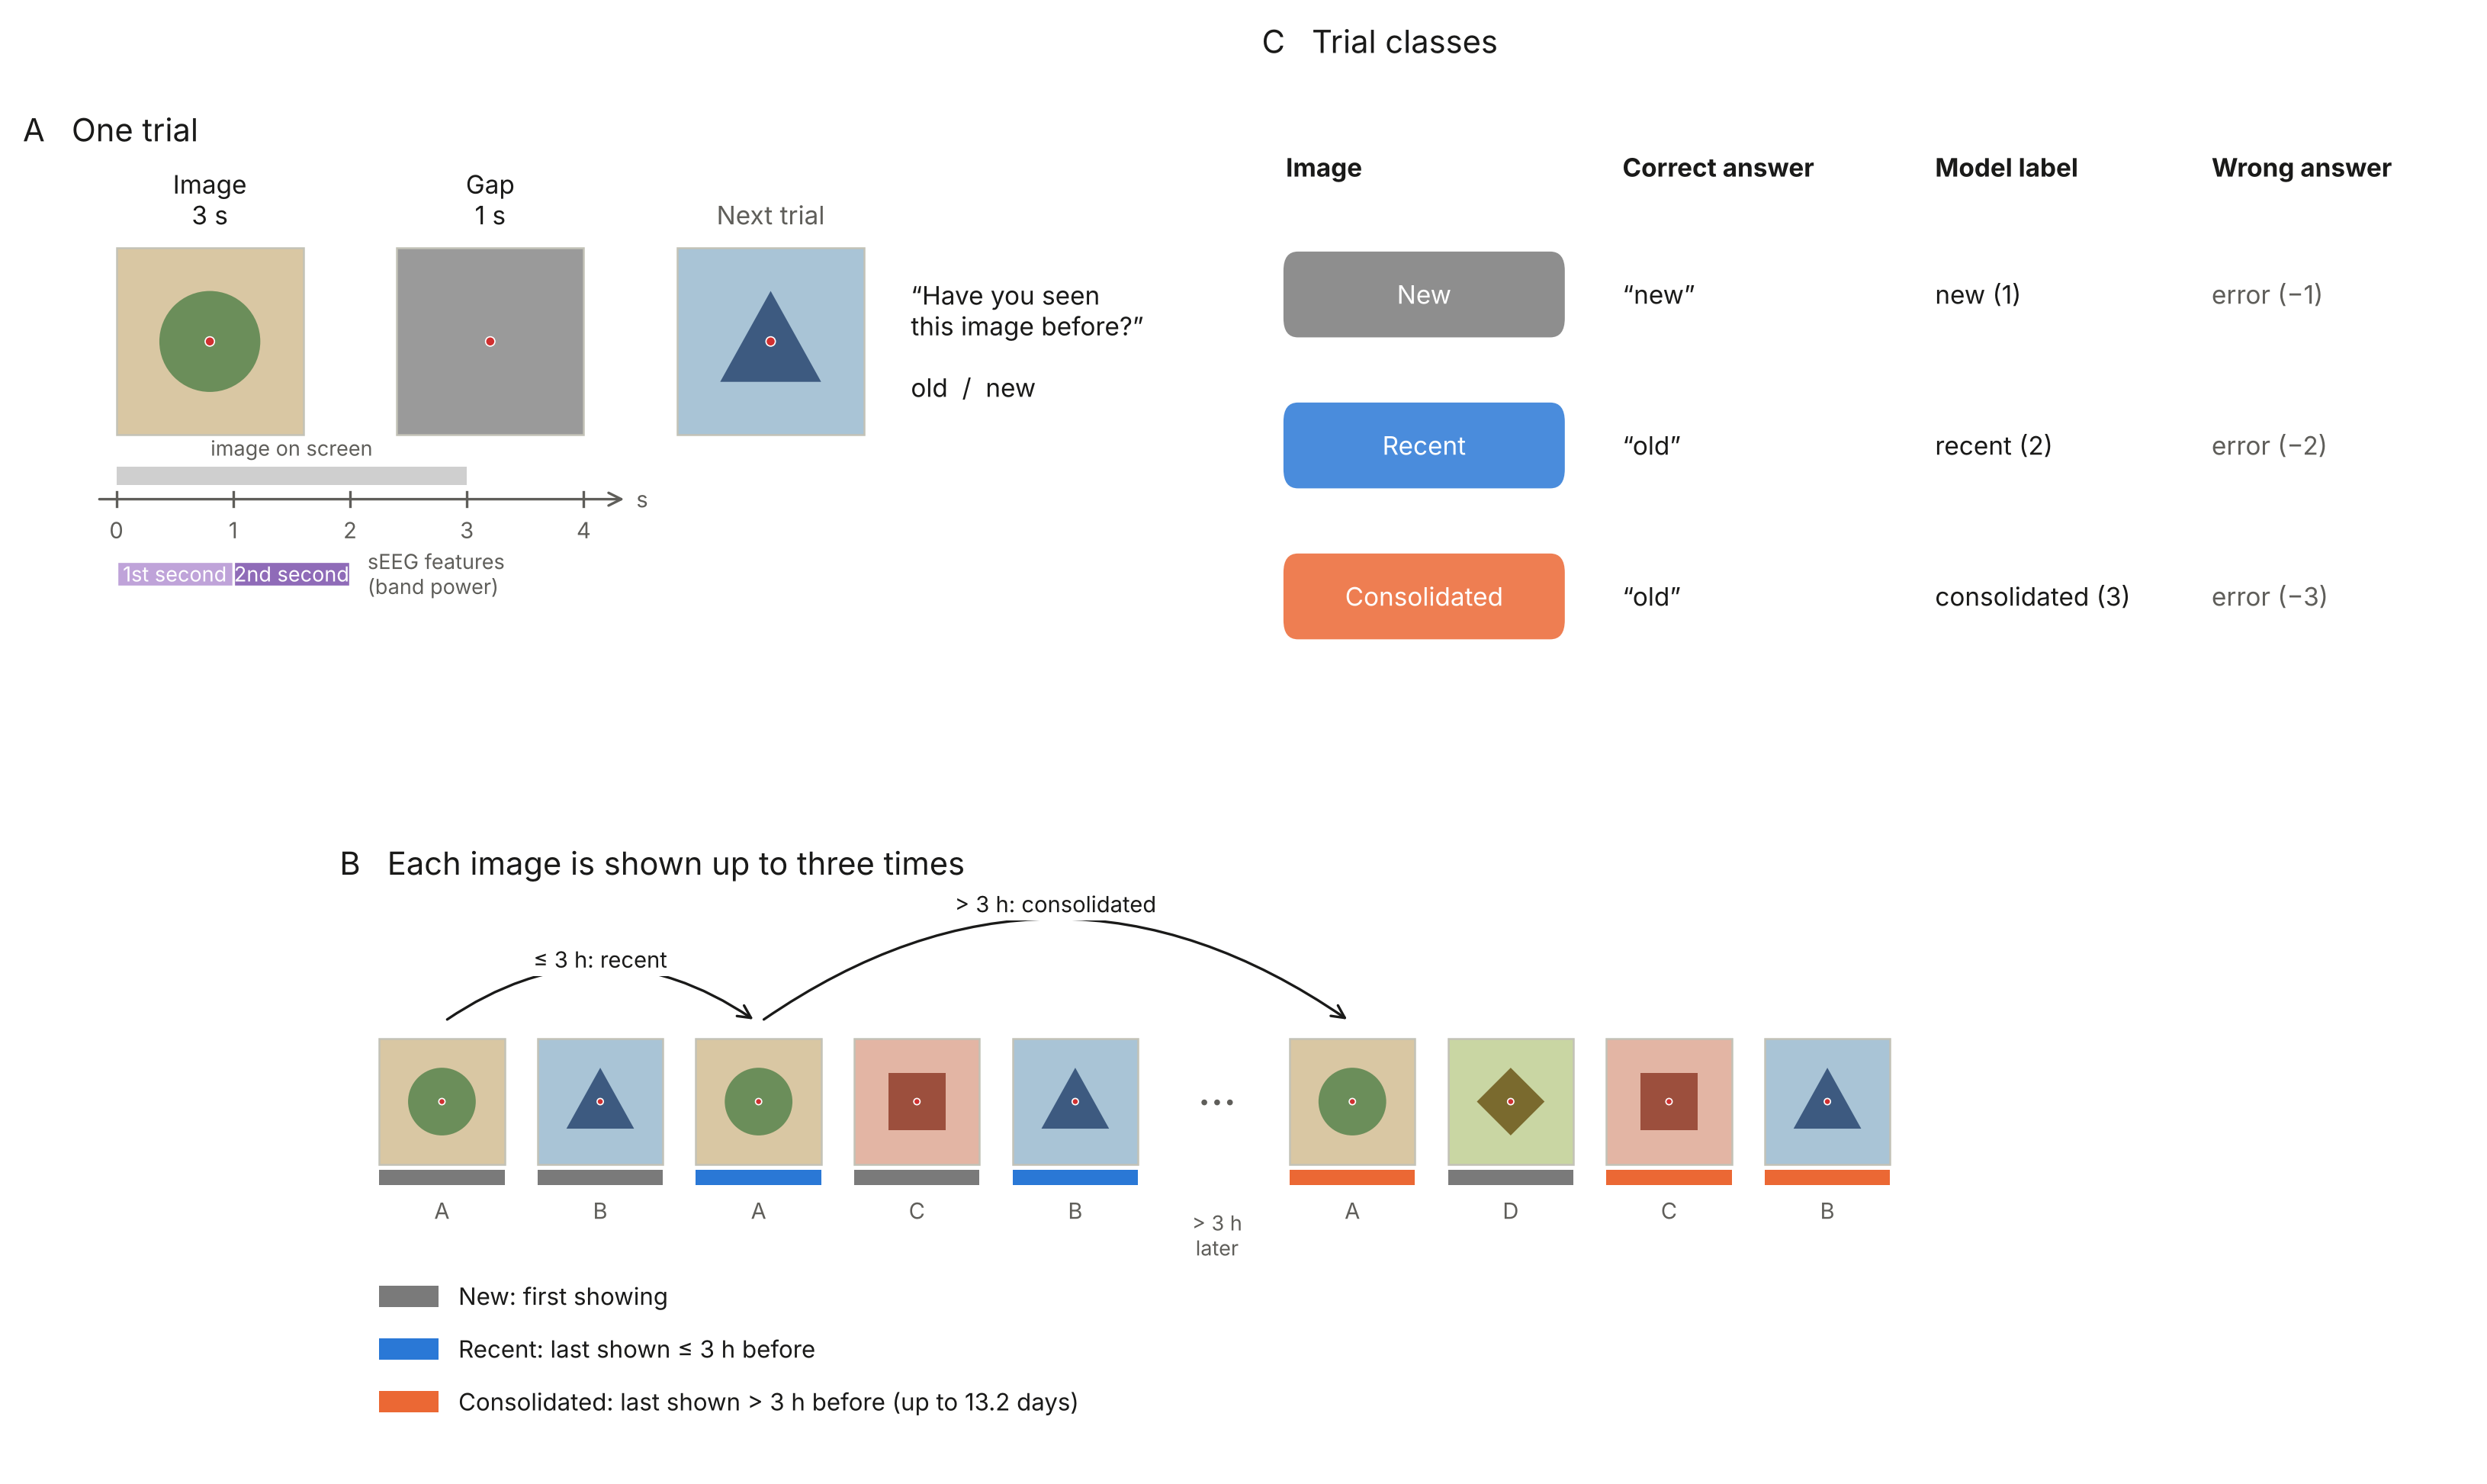 A One trial
Image
3 s
Gap
1 s
Next trial
“Have you seen
this image before?”
old / new
image on screen
s
0 1 2 3 4
1st second 2nd second
sEEG features
(band power)
C Trial classes
Image Correct answer Model label Wrong answer
New “new” new (1) error (−1)
Recent “old” recent (2) error (−2)
Consolidated “old” consolidated (3) error (−3)
B Each image is shown up to three times
> 3 h: consolidated
≤ 3 h: recent
...
A B A C B A D C B
> 3 h
later
New: first showing
Recent: last shown ≤ 3 h before
Consolidated: last shown > 3 h before (up to 13.2 days)